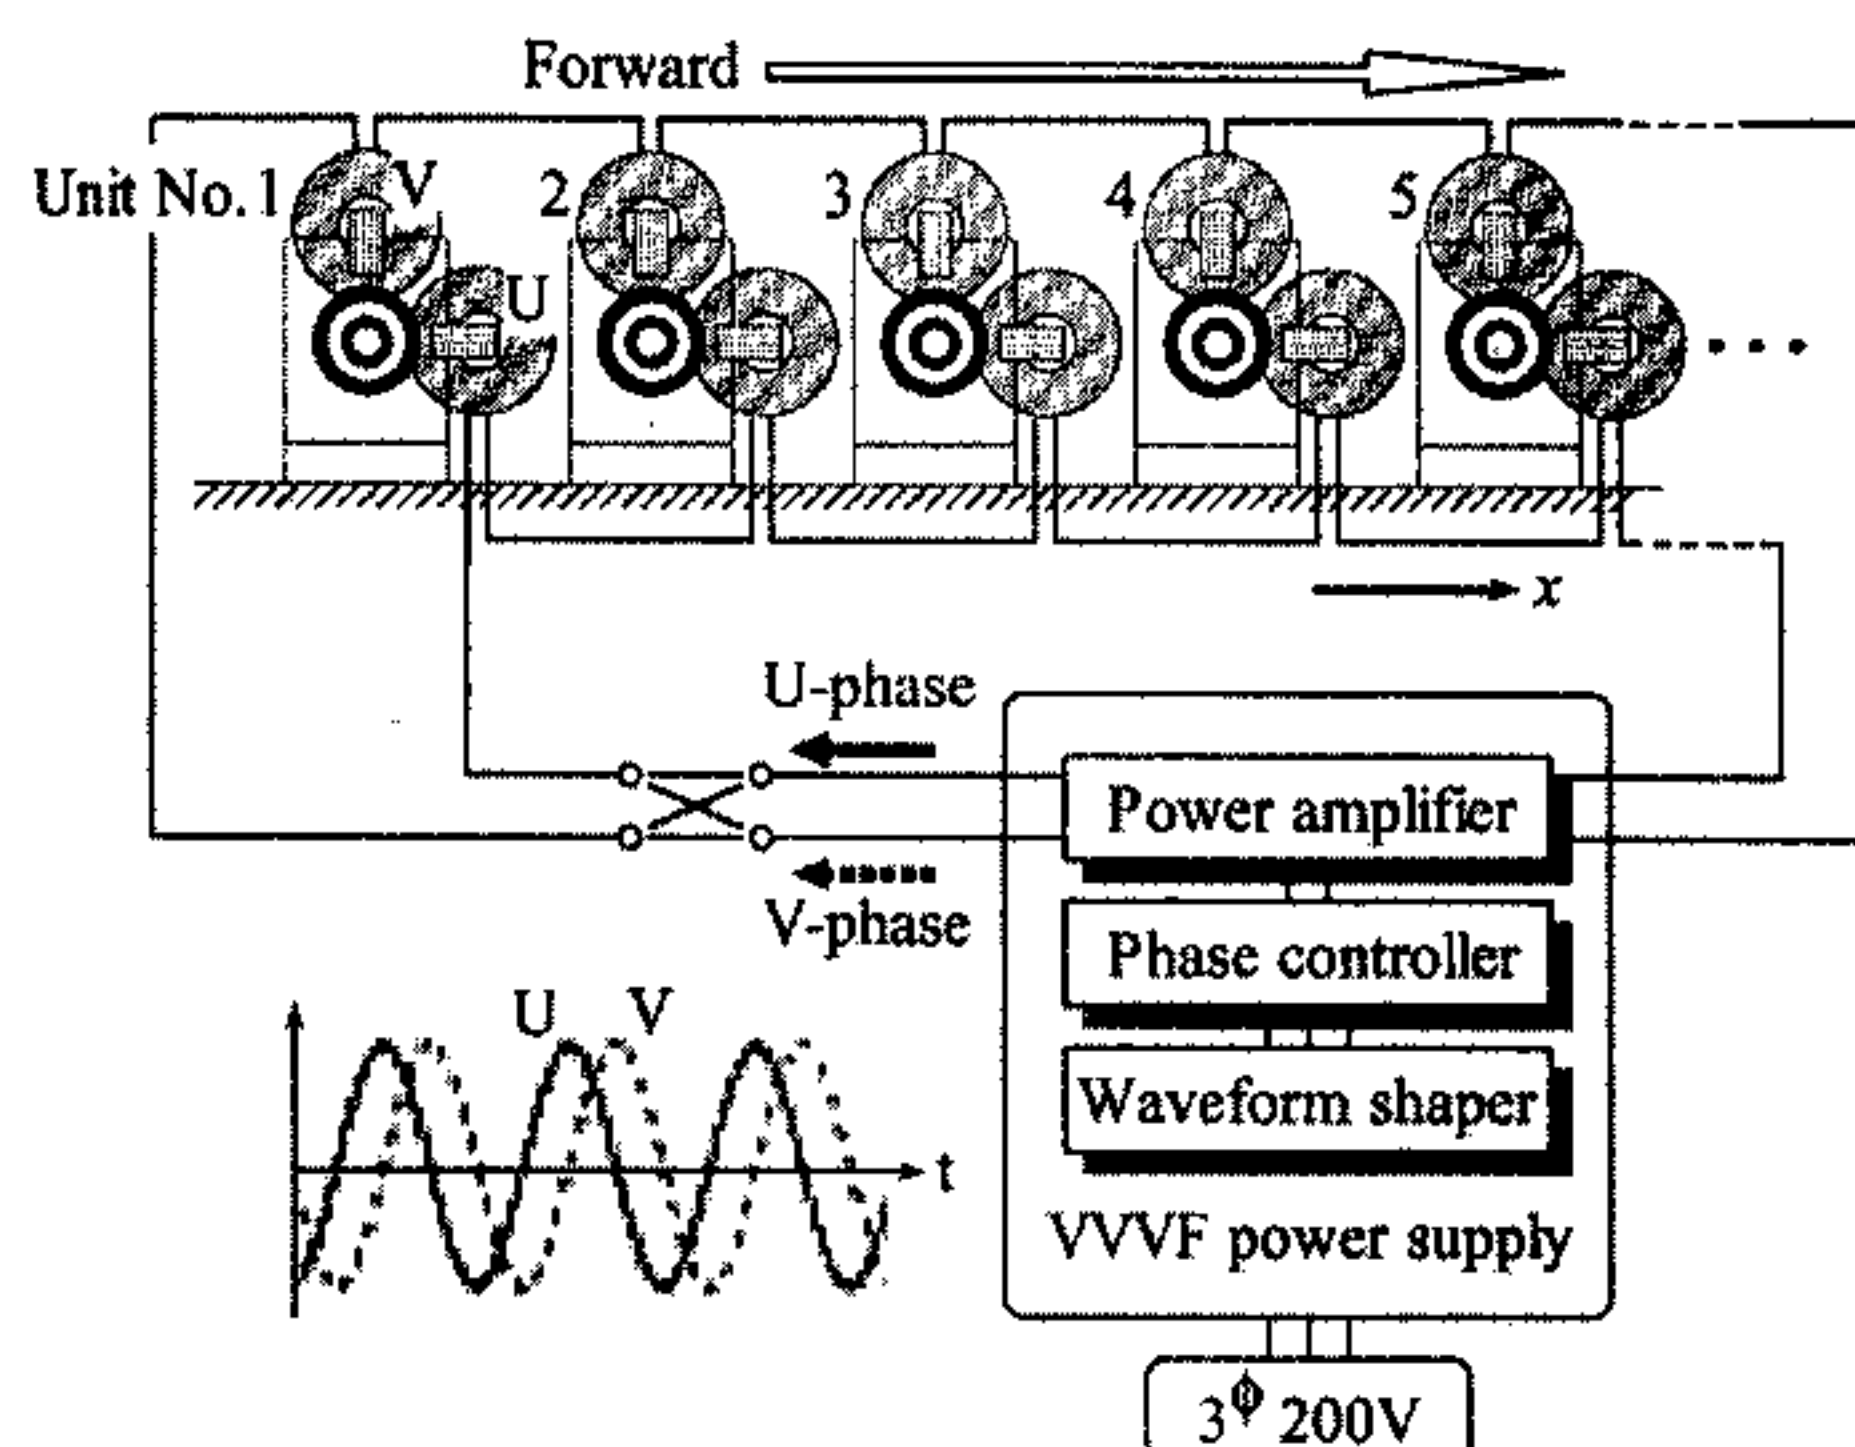 Forward
Unit No. 1 V 2 3 4 5
U
x
U-phase
V-phase
U V
t
Power amplifier
Phase controller
Waveform shaper
VVVF power supply
3ϕ 200V